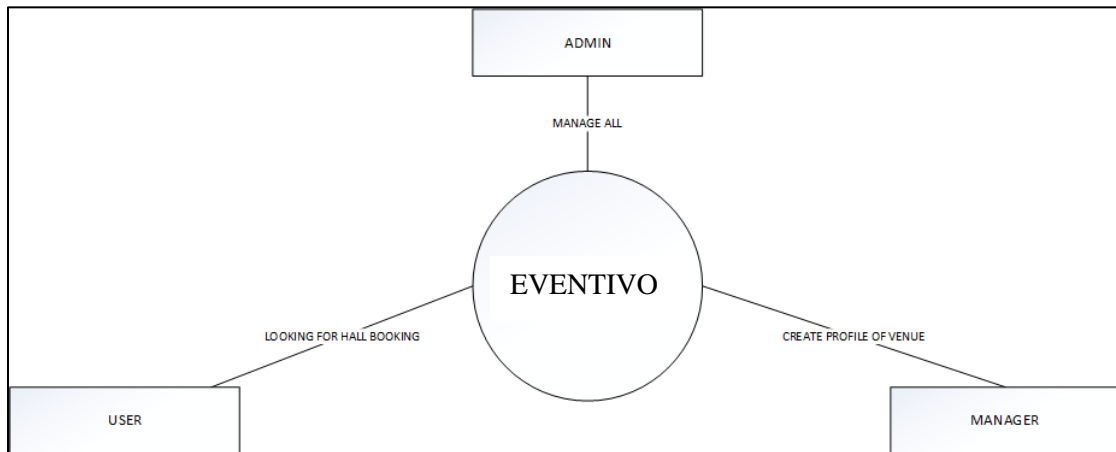 ADMIN
MANAGE ALL
EVENTIVO
LOOKING FOR HALL BOOKING
CREATE PROFILE OF VENUE
USER
MANAGER